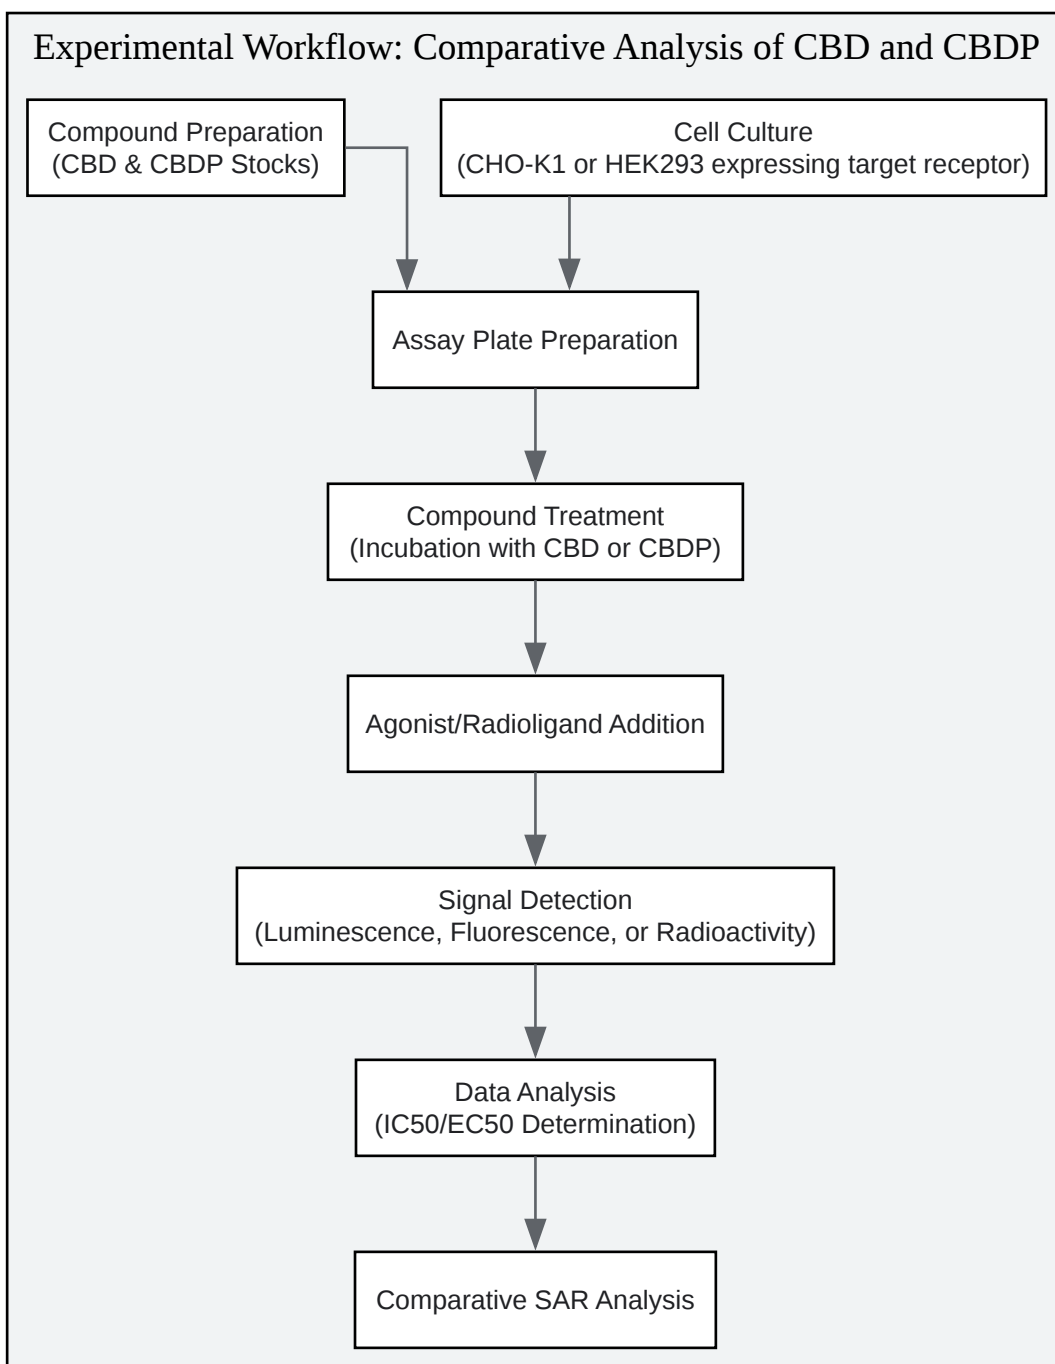 Experimental Workflow: Comparative Analysis of CBD and CBDP
Compound Preparation
(CBD & CBDP Stocks)
Cell Culture
(CHO-K1 or HEK293 expressing target receptor)
Assay Plate Preparation
Compound Treatment
(Incubation with CBD or CBDP)
Agonist/Radioligand Addition
Signal Detection
(Luminescence, Fluorescence, or Radioactivity)
Data Analysis
(IC50/EC50 Determination)
Comparative SAR Analysis